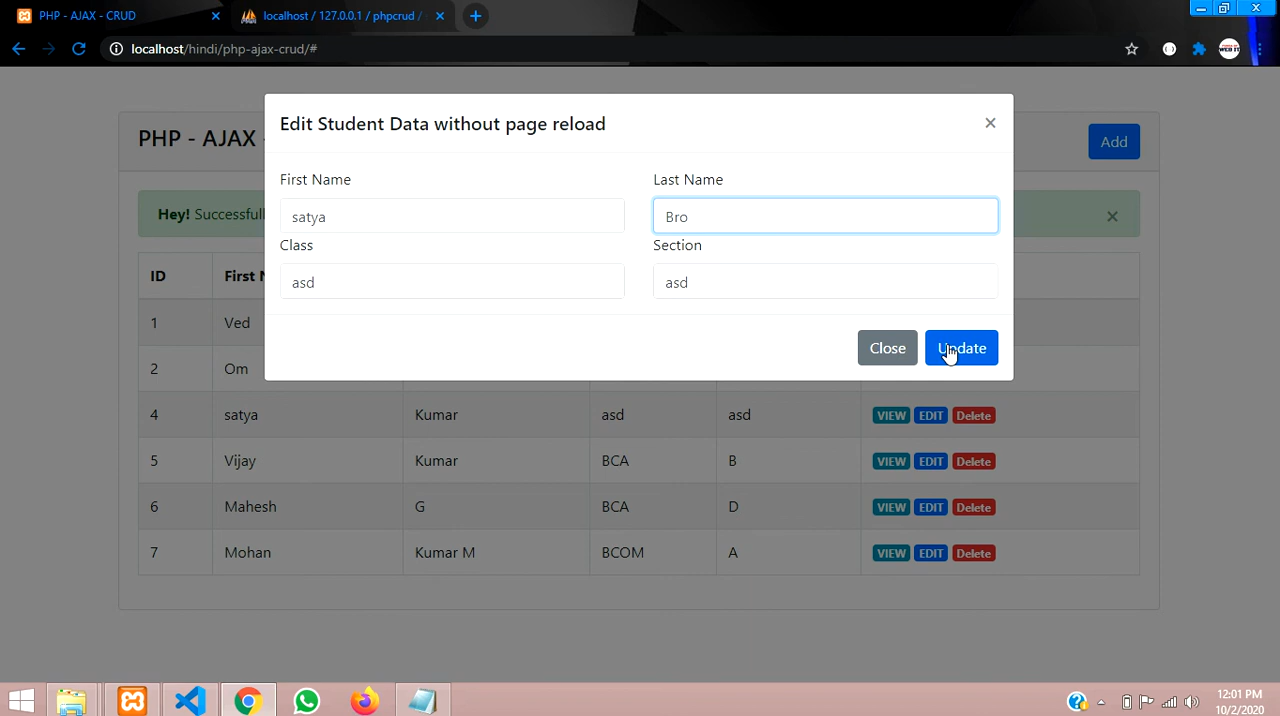 PHP - AJAX - CRUD
localhost / 127.0.0.1 / phpcrud /
localhost/hindi/php-ajax-crud/#
Edit Student Data without page reload
PHP - AJAX -
Add
First Name Last Name
satya Bro
Hey! Successful
Class Section
asd asd
ID First N
1 Ved
Close Update
2 Om
4 satya Kumar asd asd VIEW EDIT Delete
5 Vijay Kumar BCA B VIEW EDIT Delete
6 Mahesh G BCA D VIEW EDIT Delete
7 Mohan Kumar M BCOM A VIEW EDIT Delete
12:01 PM
10/2/2020